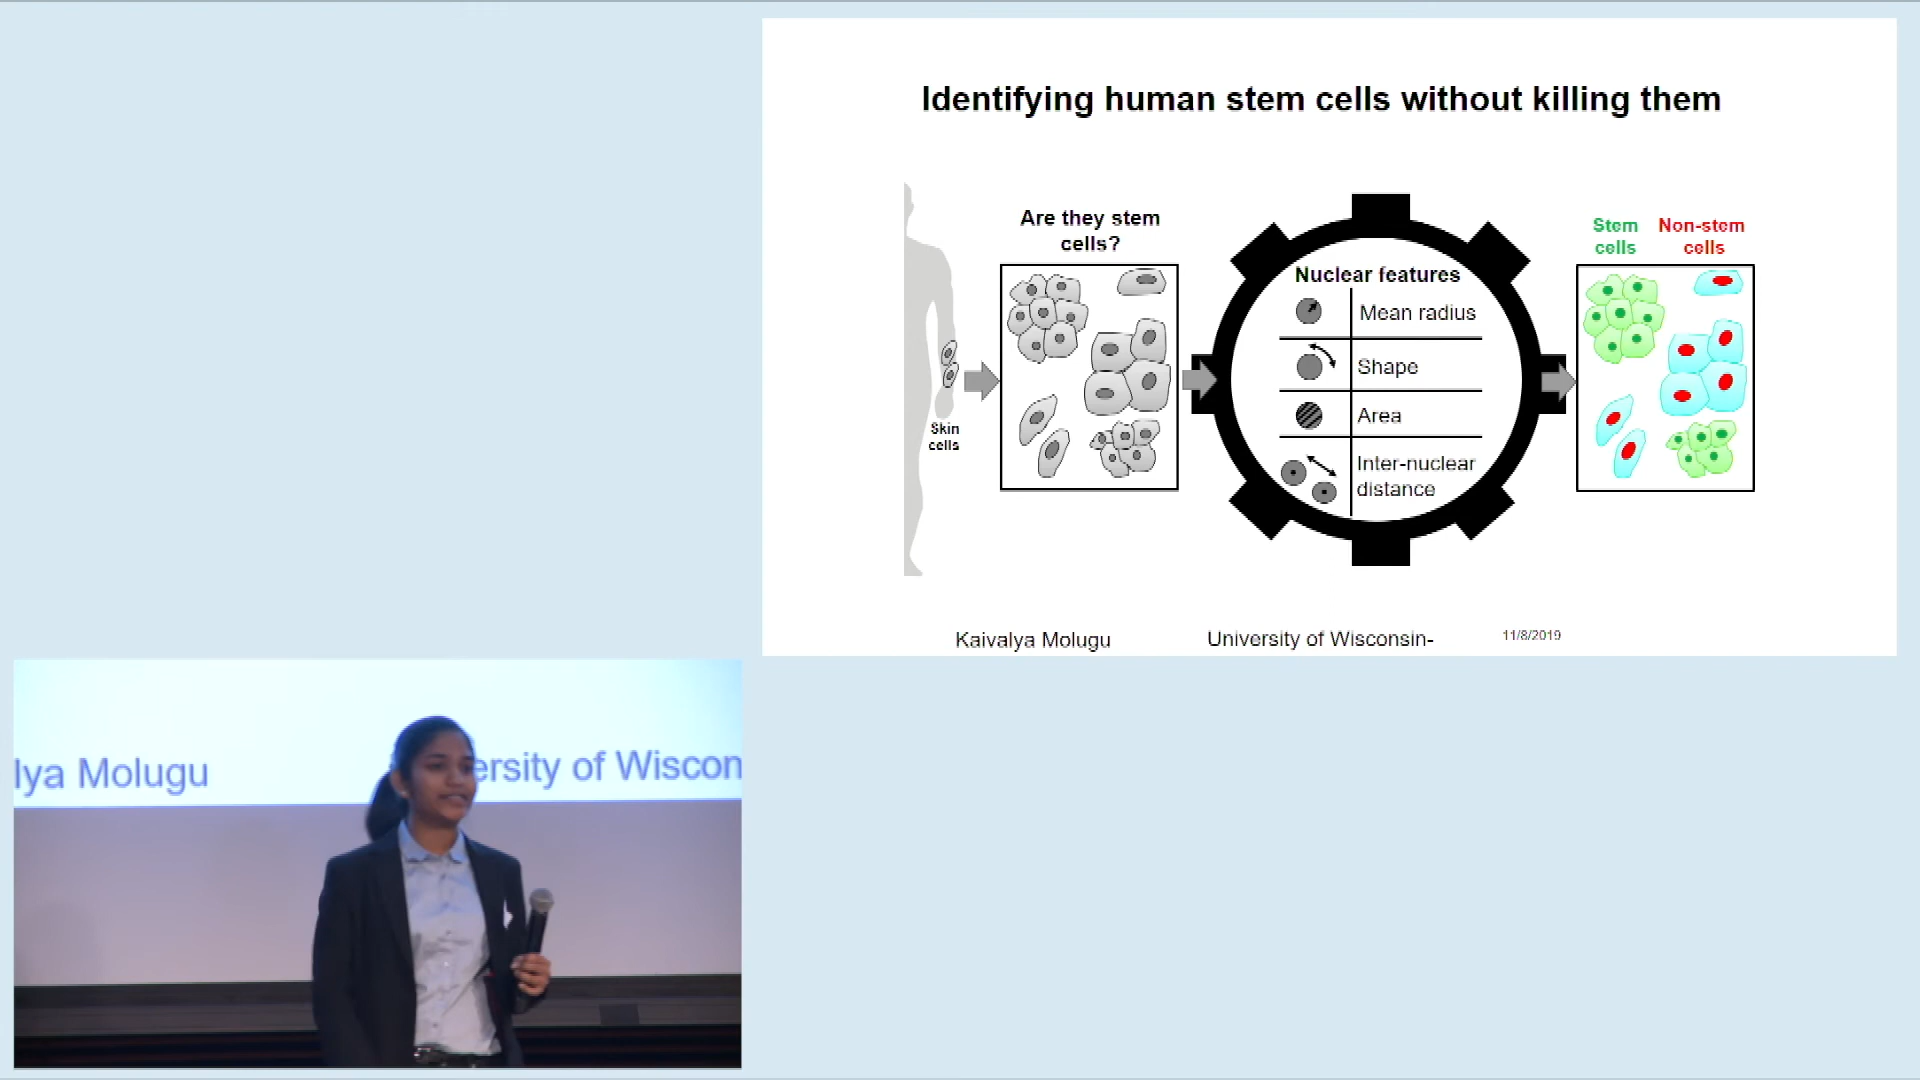 Identifying human stem cells without killing them
Are they stem
cells?
Skin
cells
Nuclear features
Mean radius
Shape
Area
Inter-nuclear
distance
Stem
cells
Non-stem
cells
Kaivalya Molugu
University of Wisconsin-
11/8/2019
lya Molugu
ersity of Wiscon